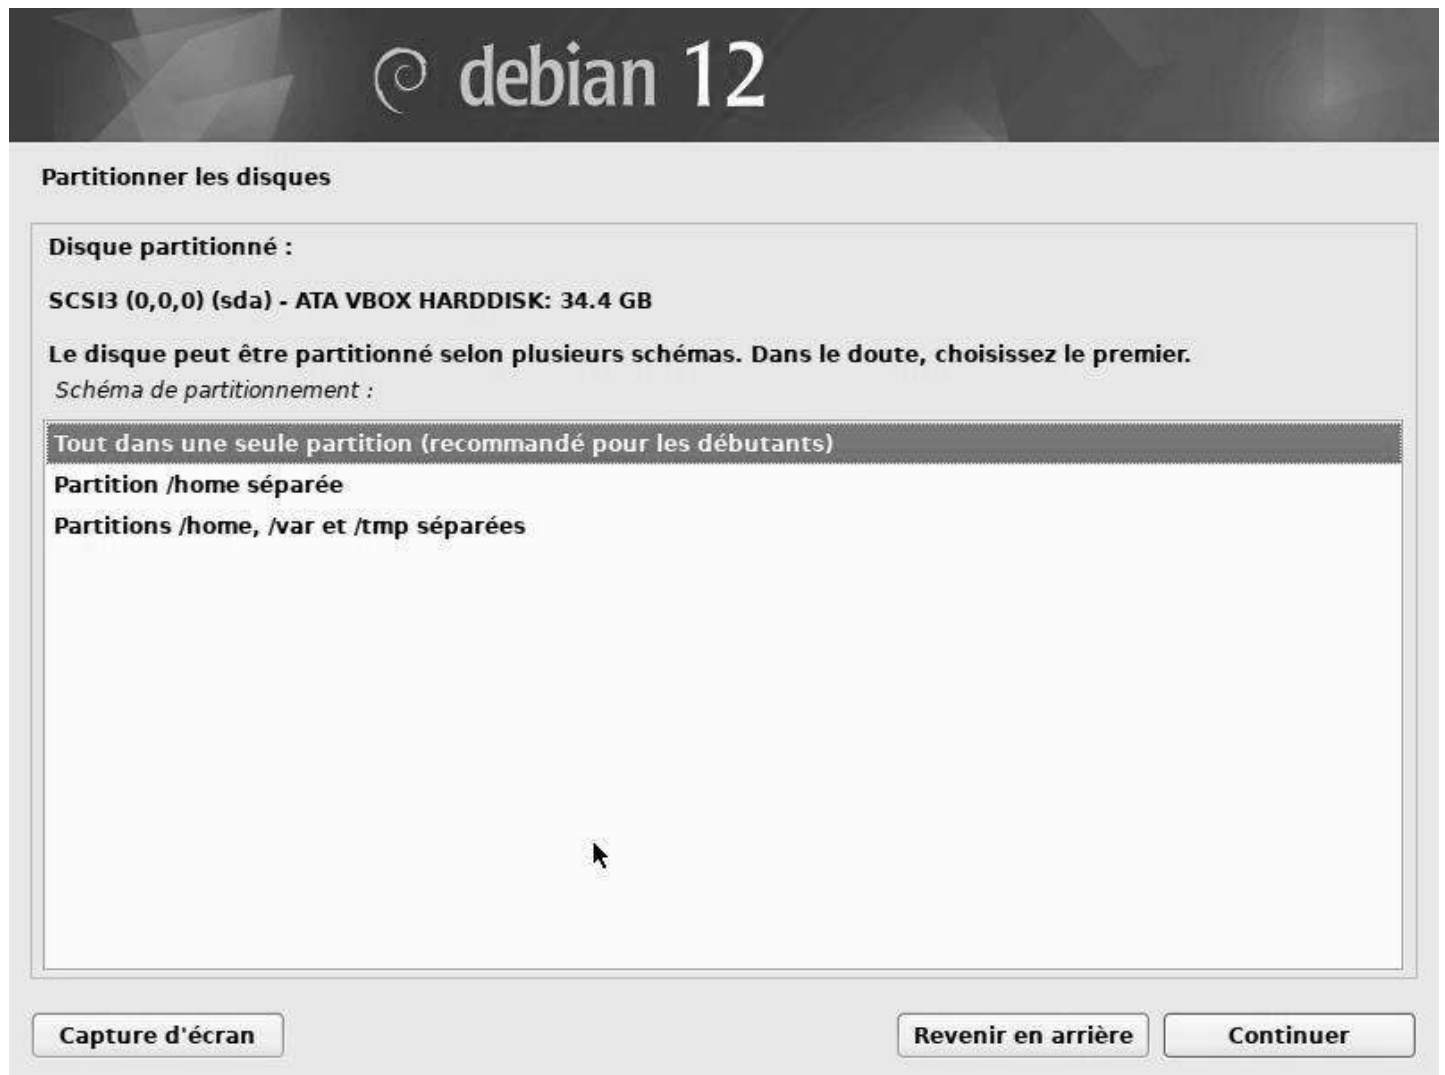 debian 12
Partitionner les disques
Disque partitionné :
SCSI3 (0,0,0) (sda) - ATA VBOX HARDDISK: 34.4 GB
Le disque peut être partitionné selon plusieurs schémas. Dans le doute, choisissez le premier.
Schéma de partitionnement :
Tout dans une seule partition (recommandé pour les débutants)
Partition /home séparée
Partitions /home, /var et /tmp séparées
Capture d'écran
Revenir en arrière
Continuer